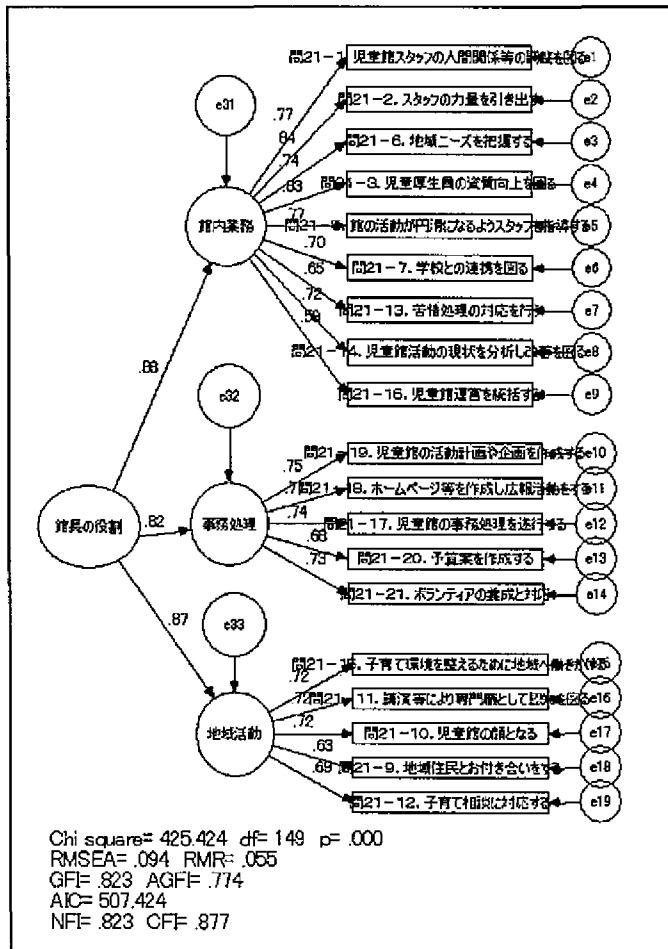 問21-1 児童館スタッフの人間関係等の調整を図る e1
e31
.77
問21-2. スタッフの力量を引き出す e2
.84
.74
問21-6. 地域ニーズを把握する e3
.83
問21-3. 児童厚生員の資質向上を図る e4
館内業務
.77
館の活動が円滑になるようスタッフを指導する e5
.70
問21-7. 学校との連携を図る e6
.65
.72
問21-13. 苦情処理の対応を行う e7
.59
問21-14. 児童館活動の現状を分析し改善を図る e8
問21-16. 児童館運営を統括する e9
.88
e32
問21-19. 児童館の活動計画や企画を作成する e10
.75
問21-18. ホームページ等を作成し広報活動をする e11
.74
問21-17. 児童館の事務処理を遂行する e12
館長の役割
.82
事務処理
.68
問21-20. 予算案を作成する e13
.73
問21-21. ボランティアの養成と対応 e14
.87
e33
子育て環境を整えるために地域へ働きかける
.72
.72
問21-11. 講演等により専門職として e16
.72
問21-10. 児童館の顔となる e17
地域活動
.63
問21-9. 地域住民とお付き合いをする e18
.69
問21-12. 子育て相談に対応する e19
Chi square= 425.424 df= 149 p= .000
RMSEA= .094 RMR= .055
GFI= .823 AGFI= .774
AIC= 507.424
NFI= .823 CFI= .877